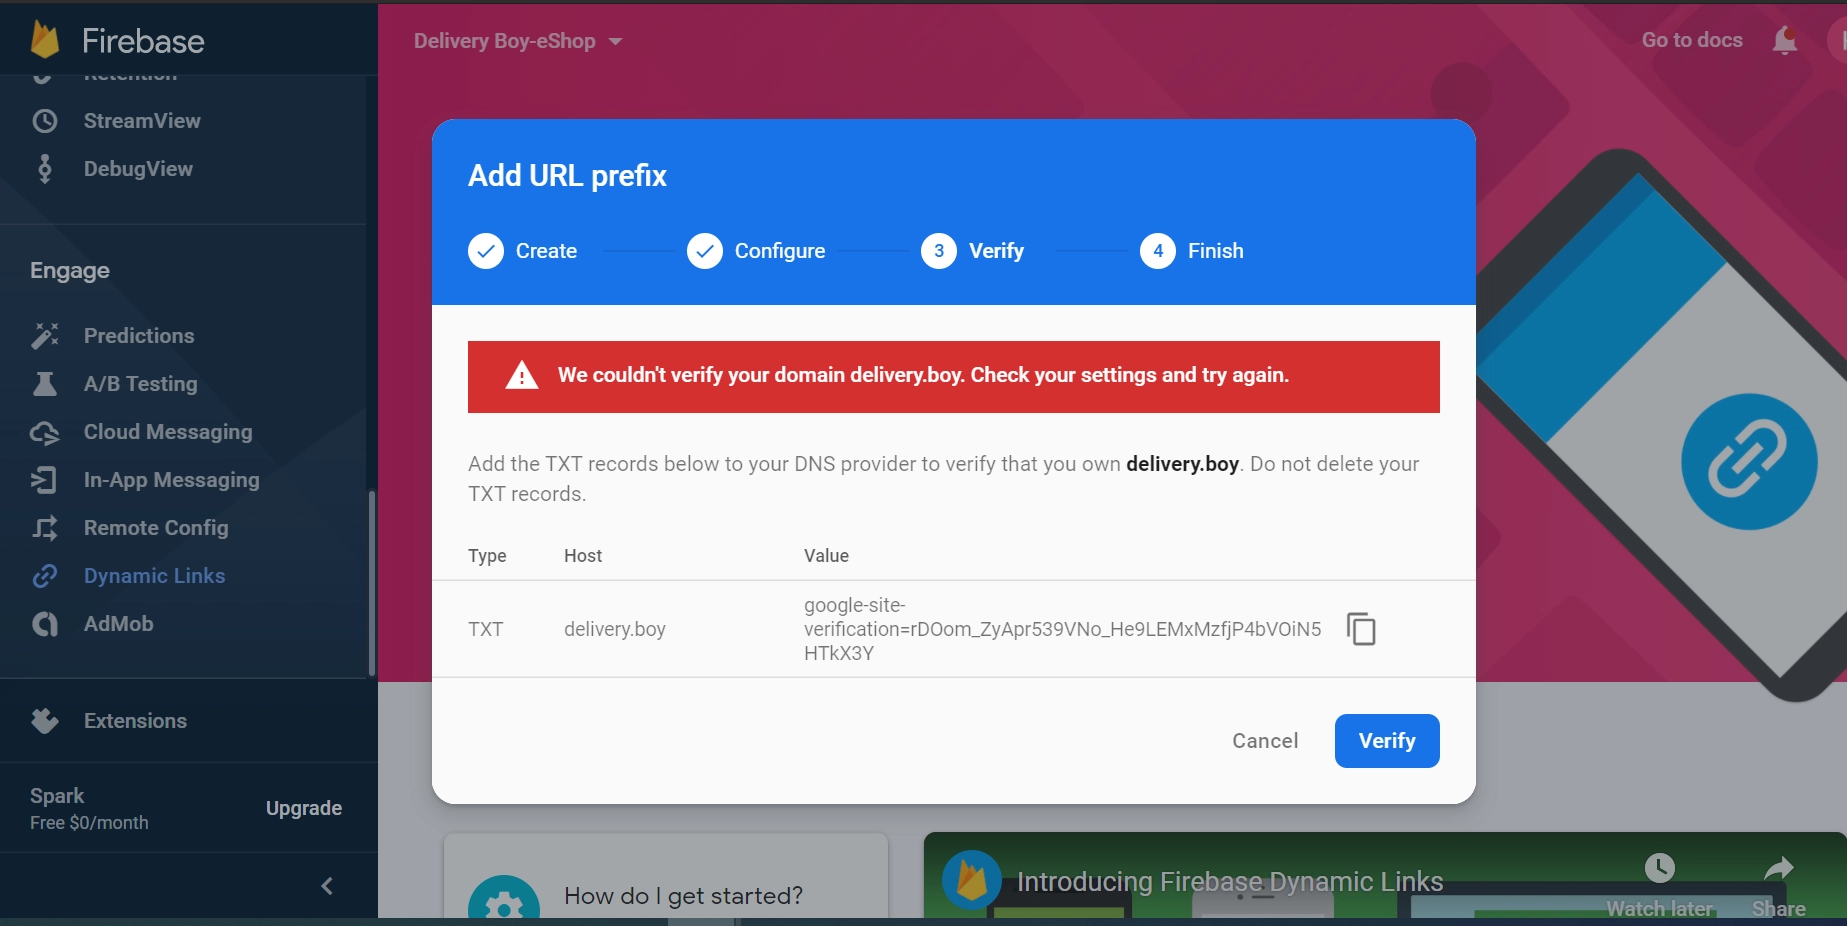 Firebase
Delivery Boy-eShop
Go to docs
Retention
StreamView
DebugView
Engage
Predictions
A/B Testing
Cloud Messaging
In-App Messaging
Remote Config
Dynamic Links
AdMob
Extensions
Spark
Free $0/month
Upgrade
Add URL prefix
Create
Configure
3 Verify
4 Finish
We couldn't verify your domain delivery.boy. Check your settings and try again.
Add the TXT records below to your DNS provider to verify that you own delivery.boy. Do not delete your
TXT records.
Type Host Value
TXT delivery.boy google-site-
verification=rDOom_ZyApr539VNo_He9LEMxMzfjP4bVOiN5
HTkX3Y
Cancel Verify
How do I get started?
Introducing Firebase Dynamic Links
Watch later Share